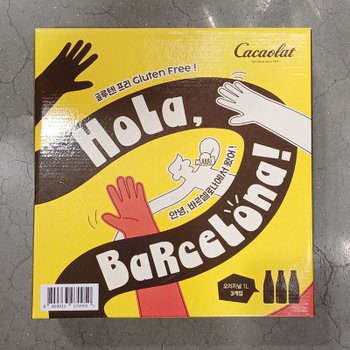 Cacaolat
글루텐 프리 Gluten Free !
HoLa,
안녕, 바르셀로나에서 왔어!
BaRceLona!
오리지널 1L
3개입